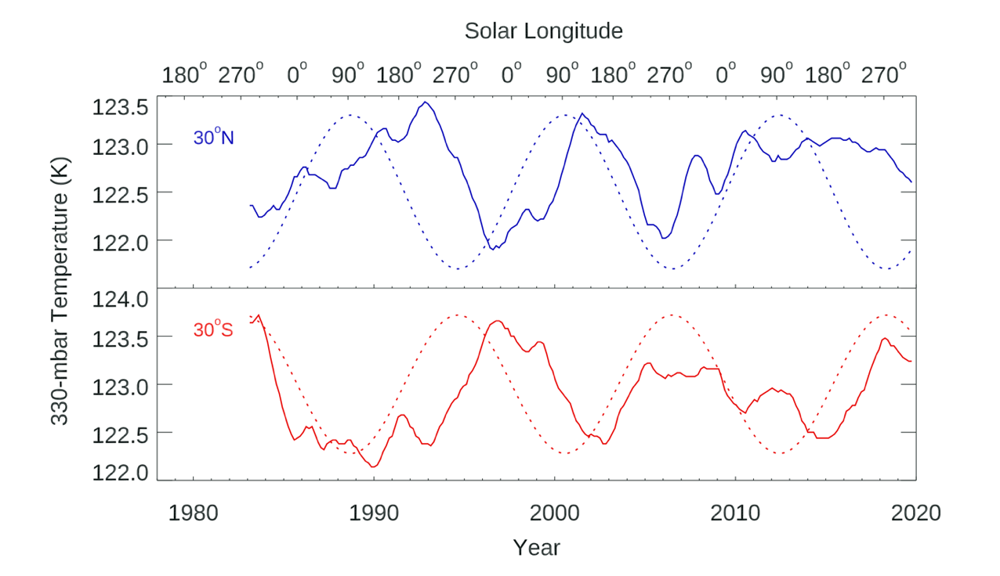 Solar Longitude
180° 270° 0° 90° 180° 270° 0° 90° 180° 270° 0° 90° 180° 270°
123.5
30°N
123.0
122.5
122.0
330-mbar Temperature (K)
124.0
30°S
123.5
123.0
122.5
122.0
1980 1990 2000 2010 2020
Year